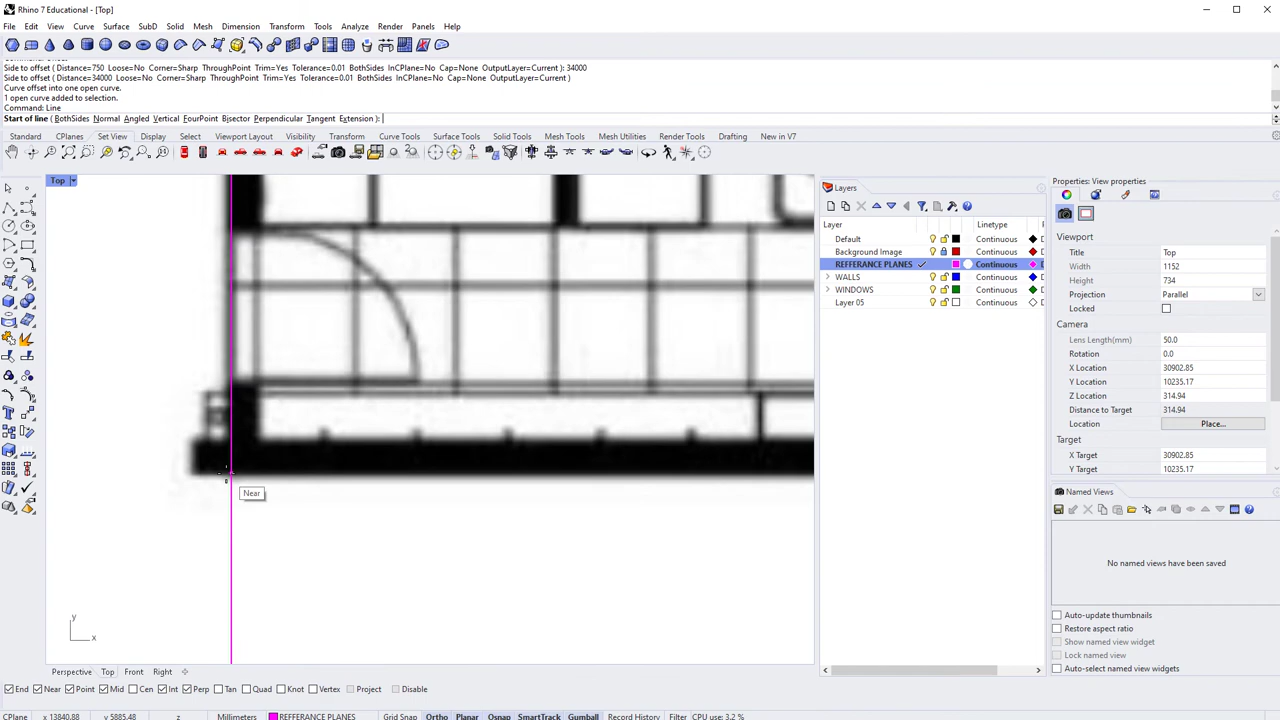 Rhino 7 Educational - [Top]
File Edit View Curve Surface SubD Solid Mesh Dimension Transform Tools Analyze Render Panels Help
Side to offset ( Distance=750 Loose=No Corner=Sharp ThroughPoint Trim=Yes Tolerance=0.01 BothSides InCPlane=No Cap=None OutputLayer=Current ): 34000
Side to offset ( Distance=34000 Loose=No Corner=Sharp ThroughPoint Trim=Yes Tolerance=0.01 BothSides InCPlane=No Cap=None OutputLayer=Current )
Curve offset into one open curve.
1 open curve added to selection.
Command: Line
Start of line ( BothSides Normal Angled Vertical FourPoint Bisector Perpendicular Tangent Extension ):
Standard CPlanes Set View Display Select Viewport Layout Visibility Transform Curve Tools Surface Tools Solid Tools Mesh Tools Mesh Utilities Render Tools Drafting New in V7
Top
Near
y
x
Layers
Layer Linetype
Default Continuous
Background Image Continuous
REFFERANCE PLANES Continuous
WALLS Continuous
WINDOWS Continuous
Layer 05 Continuous
Properties: View properties
Viewport
Title Top
Width 1152
Height 734
Projection Parallel
Locked
Camera
Lens Length(mm) 50.0
Rotation 0.0
X Location 30902.85
Y Location 10235.17
Z Location 314.94
Distance to Target 314.94
Location Place...
Target
X Target 30902.85
Y Target 10235.17
Named Views
No named views have been saved
Auto-update thumbnails
Restore aspect ratio
Show named view widget
Lock named view
Auto-select named view widgets
Perspective Top Front Right
End Near Point Mid Cen Int Perp Tan Quad Knot Vertex Project Disable
CPlane x 13840.88 y 5885.48 z Millimeters REFFERANCE PLANES Grid Snap Ortho Planar Osnap SmartTrack Gumball Record History Filter CPU use: 3.2 %